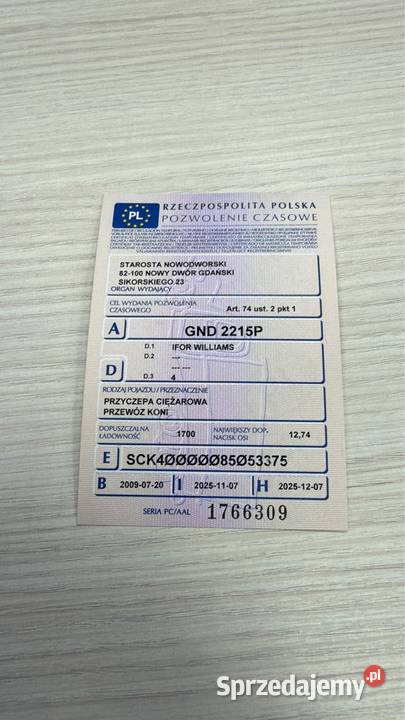 PL
RZECZPOSPOLITA POLSKA
POZWOLENIE CZASOWE
STAROSTA NOWODWORSKI
82-100 NOWY DWÓR GDAŃSKI
SIKORSKIEGO 23
ORGAN WYDAJĄCY
CEL WYDANIA POZWOLENIA CZASOWEGO Art. 74 ust. 2 pkt 1
A GND 2215P
D.1 IFOR WILLIAMS
D.2 ---
--- ---
D
D.3 4
RODZAJ POJAZDU / PRZEZNACZENIE
PRZYCZEPA CIĘŻAROWA
PRZEWÓZ KONI
DOPUSZCZALNA ŁADOWNOŚĆ 1700 NAJWIĘKSZY DOP. NACISK OSI 12,74
E SCK4ØØØØØ85Ø53375
B 2009-07-20 I 2025-11-07 H 2025-12-07
SERIA PC/AAL 1766309
Sprzedajemy.pl